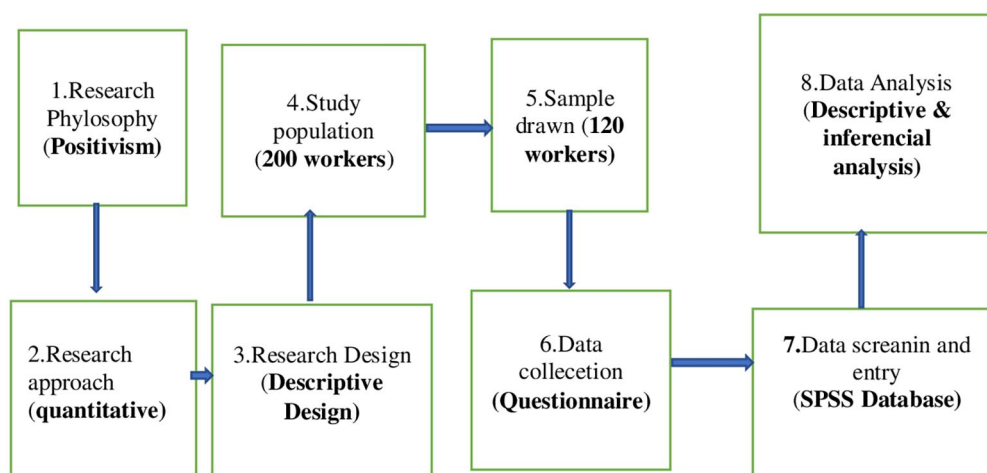 1.Research
Phylosophy
(Positivism)
2.Research
approach
(quantitative)
3.Research Design
(Descriptive
Design)
4.Study
population
(200 workers)
5.Sample
drawn (120
workers)
6.Data
collecetion
(Questionnaire)
7.Data screanin and
entry
(SPSS Database)
8.Data Analysis
(Descriptive &
inferencial
analysis)